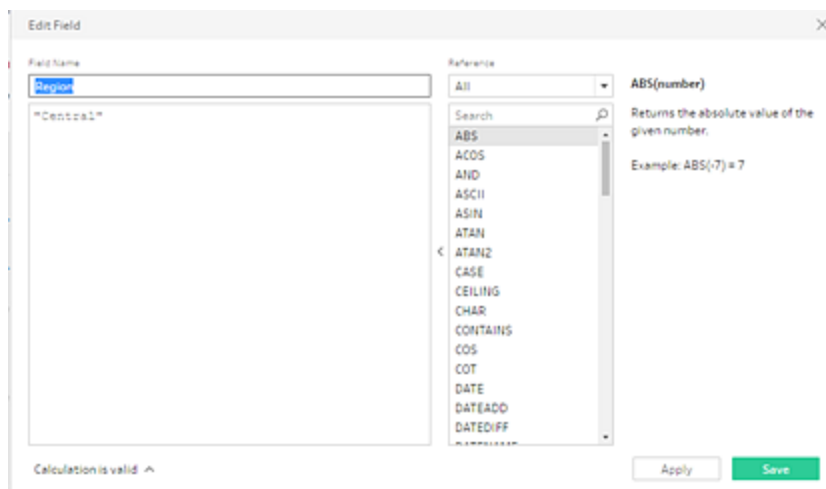 Edit Field
Field Name
Region
"Central"
Reference
All
Search
ABS
ACOS
AND
ASCII
ASIN
ATAN
ATAN2
CASE
CEILING
CHAR
CONTAINS
COS
COT
DATE
DATEADD
DATEDIFF
ABS(number)
Returns the absolute value of the
given number.
Example: ABS(-7) = 7
Calculation is valid
Apply
Save